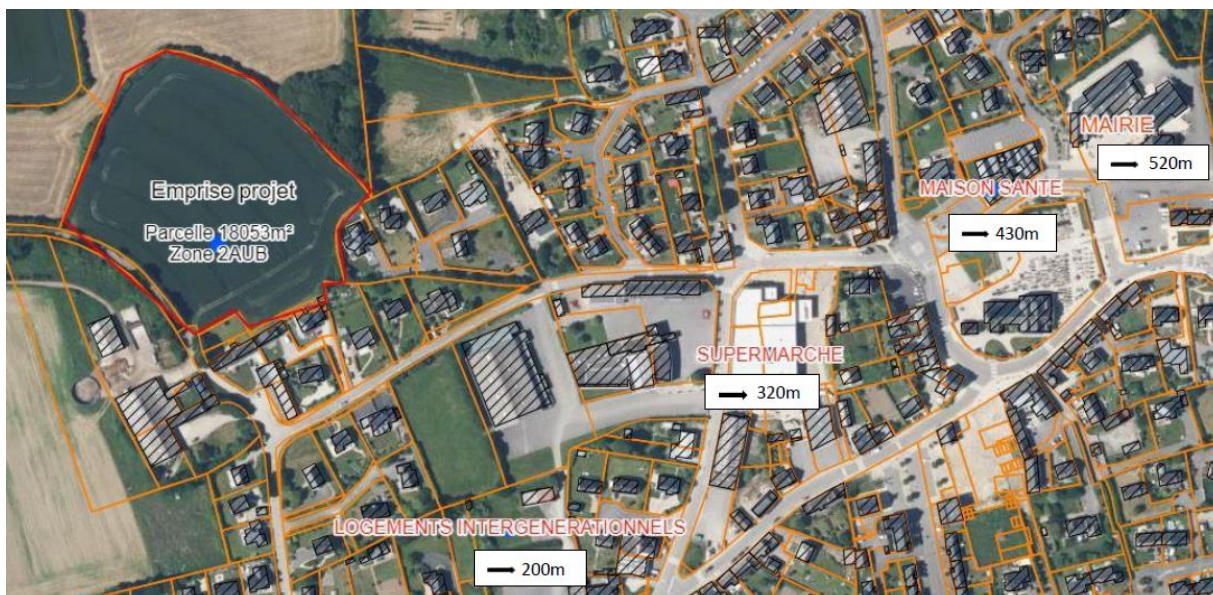 MAIRIE
520m
Emprise projet
MAISON SANTE
Parcelle 18053m²
Zone 2AUB
430m
SUPERMARCHE
320m
LOGEMENTS INTERGENERATIONNELS
200m